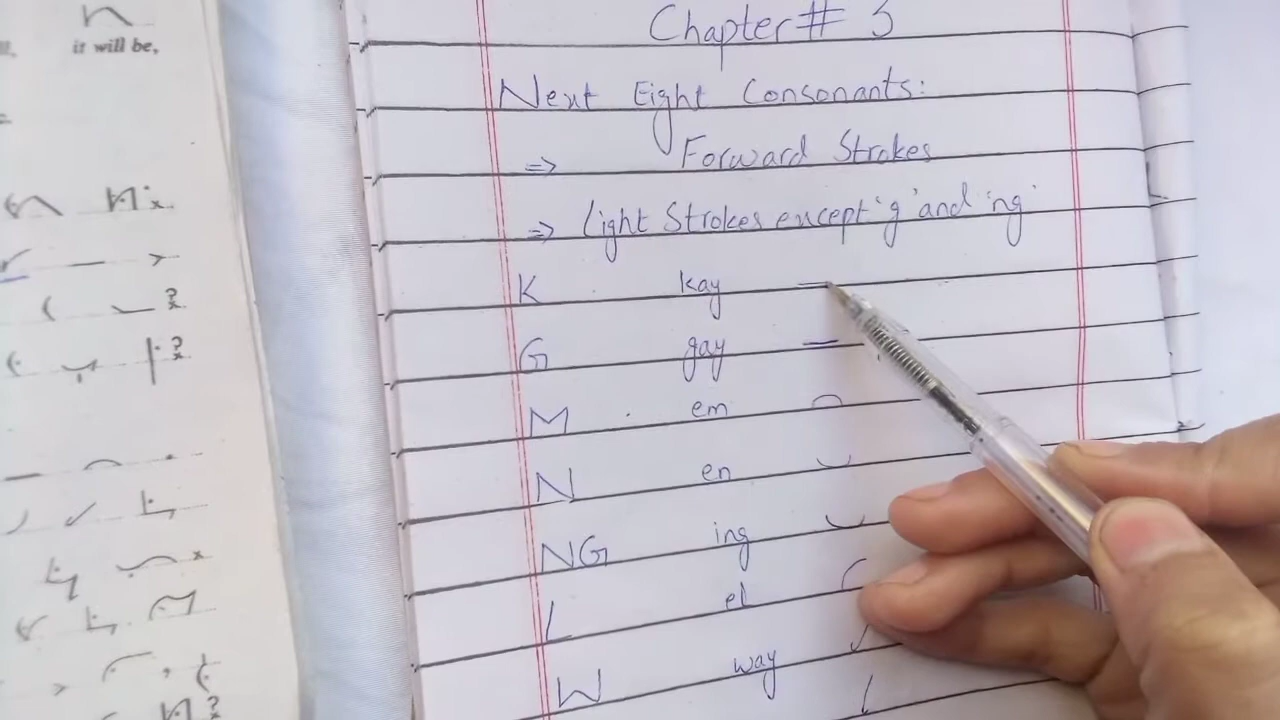 it will be,
Chapter # 3
Next Eight Consonants:
⇒ Forward Strokes
⇒ Light Strokes except 'g' and 'ng'
K kay
G gay
M em
N en
NG ing
L el
W way